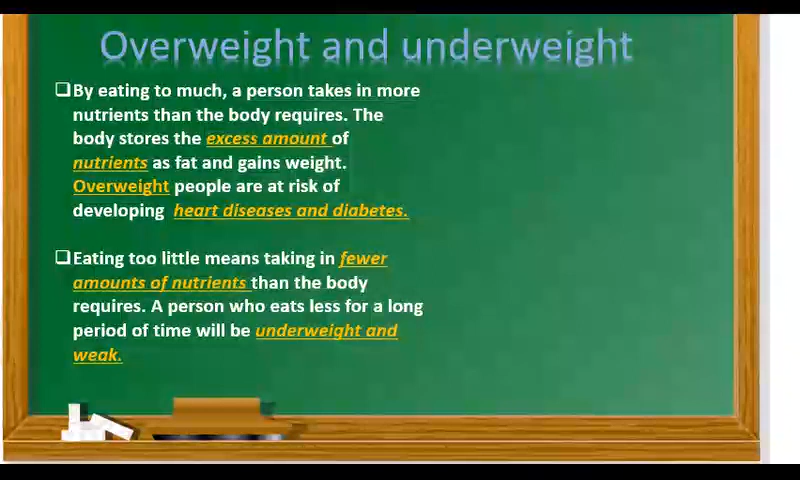 Overweight and underweight
❑By eating to much, a person takes in more
nutrients than the body requires. The
body stores the excess amount of
nutrients as fat and gains weight.
Overweight people are at risk of
developing heart diseases and diabetes.
❑Eating too little means taking in fewer
amounts of nutrients than the body
requires. A person who eats less for a long
period of time will be underweight and
weak.